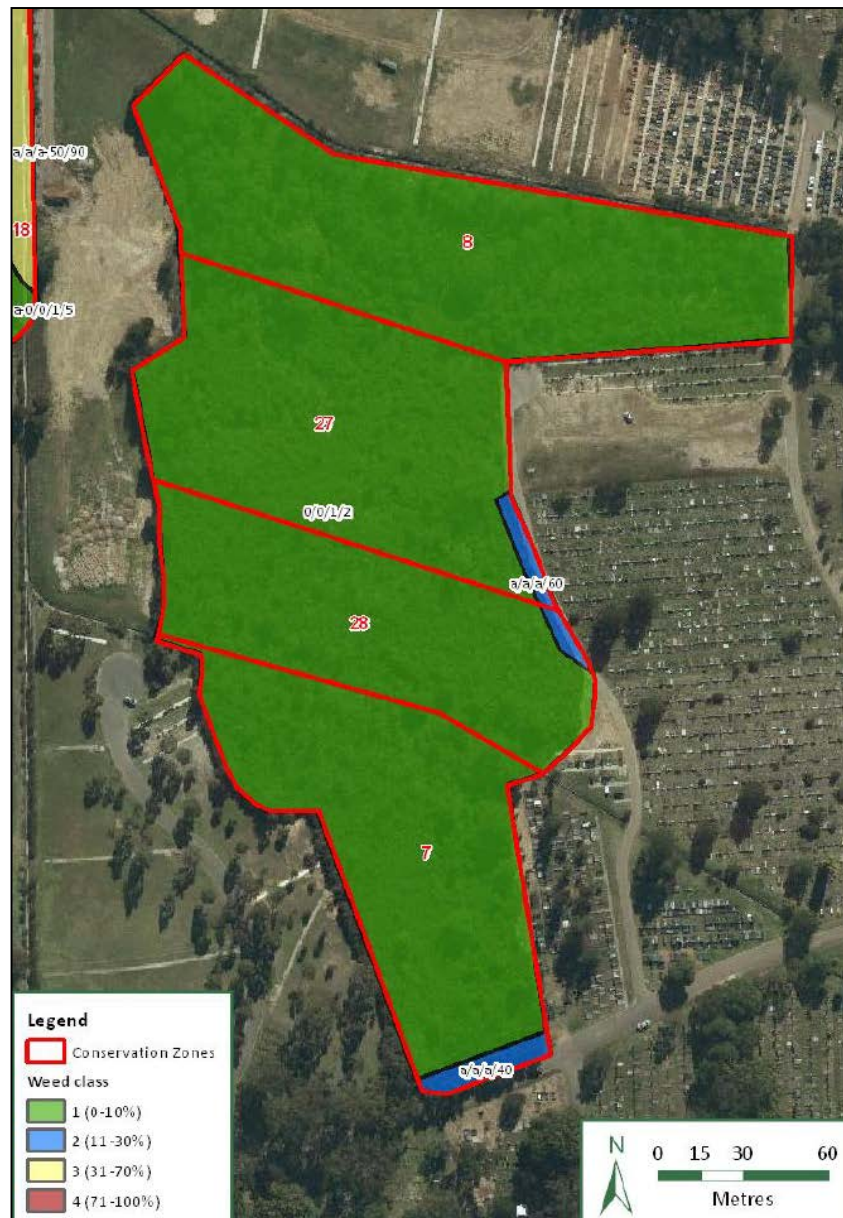 a/a/a-50/90
18
8
a-0/0/1/5
27
0/0/1/2
a/a/a/60
28
7
a/a/a/40
Legend
Conservation Zones
Weed class
1 (0-10%)
2 (11-30%)
3 (31-70%)
4 (71-100%)
N
0 15 30 60
Metres